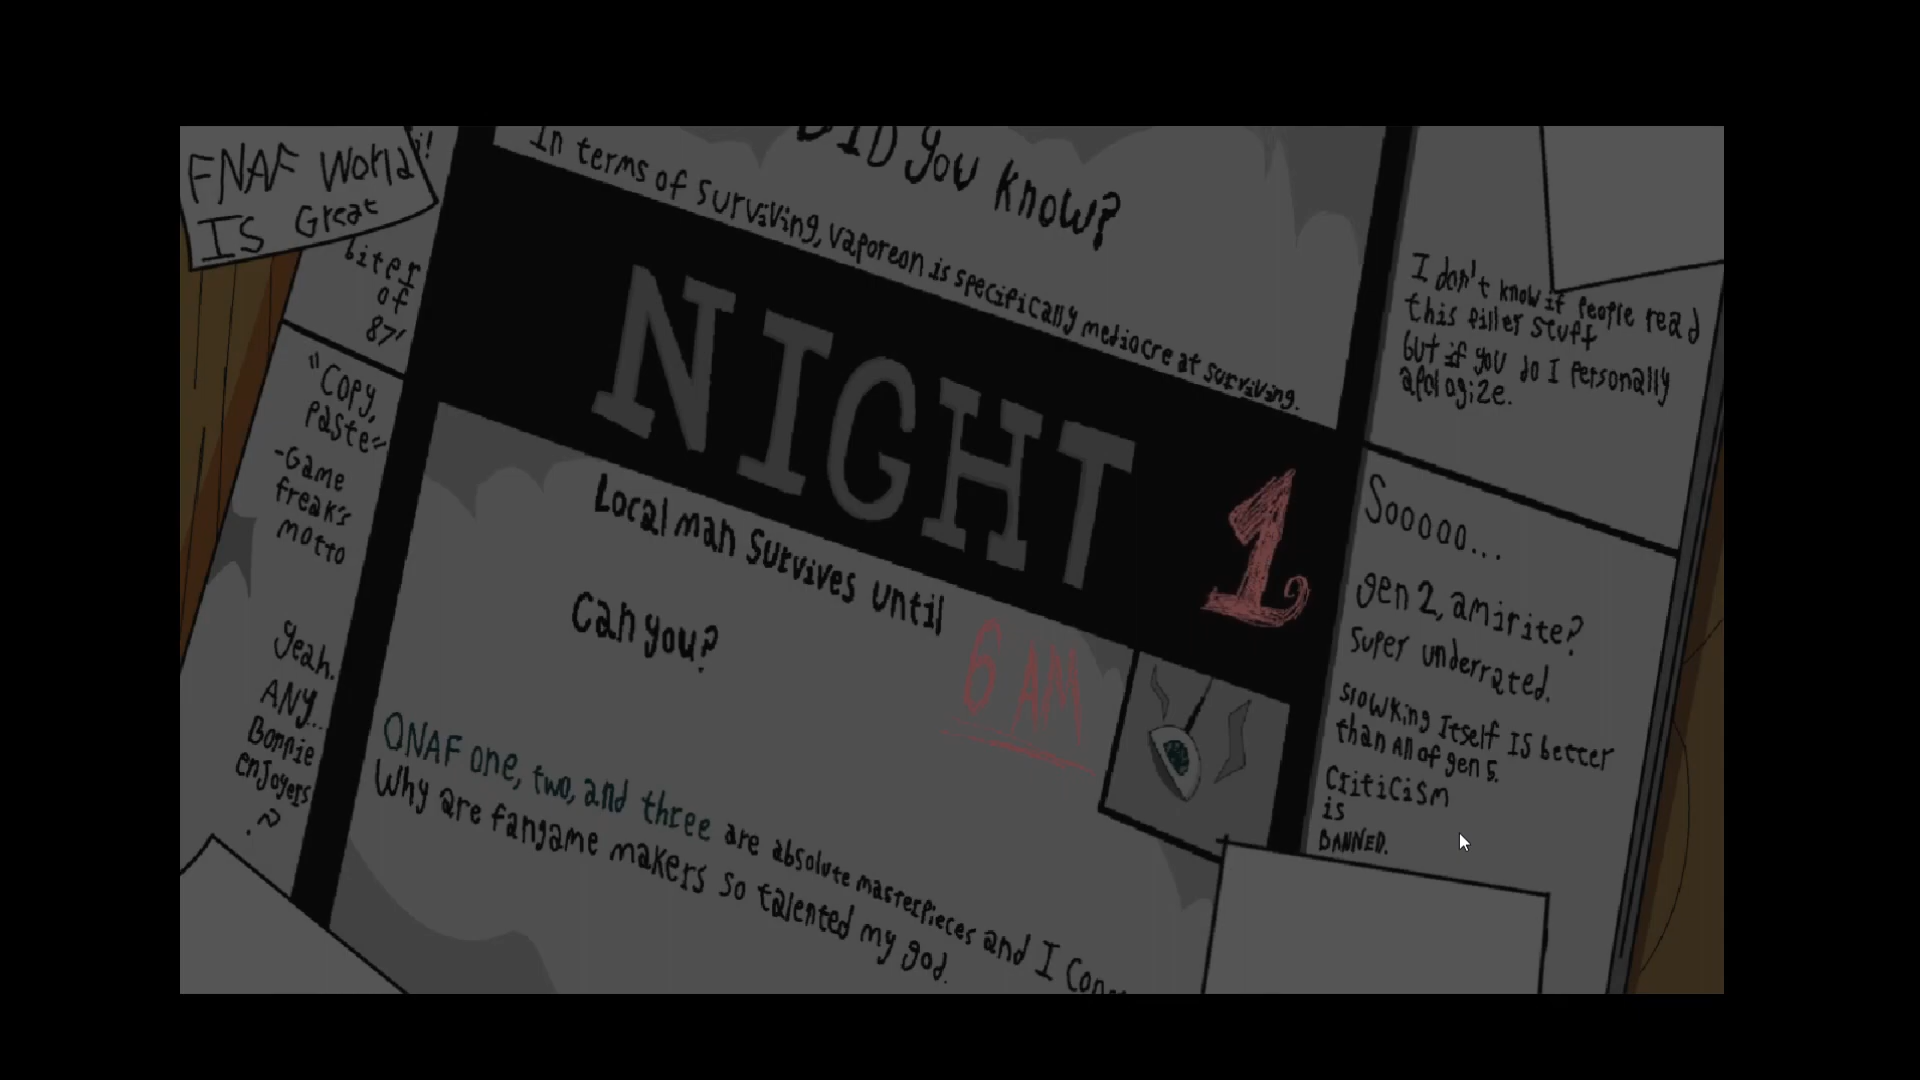 FNAF World
IS Great
i!
biter
of
87'
"Copy,
Paste"
-Game
freak's
motto
yeah.
ANY...
Bonnie
enjoyers
?
DID you know?
In terms of surviving, vaporeon is specifically mediocre at surviving.
NIGHT 1
Local man Survives until
6 AM
Can you?
ONAF one, two, and three are absolute masterpieces and I Con
Why are fangame makers so talented my god.
I don't know if people read
this filler stuff
but if you do I personally
apologize.
Sooooo...
gen 2, amirite?
Super underrated.
Slowking Itself IS better
than All of gen 5.
Criticism
is
BANNED.